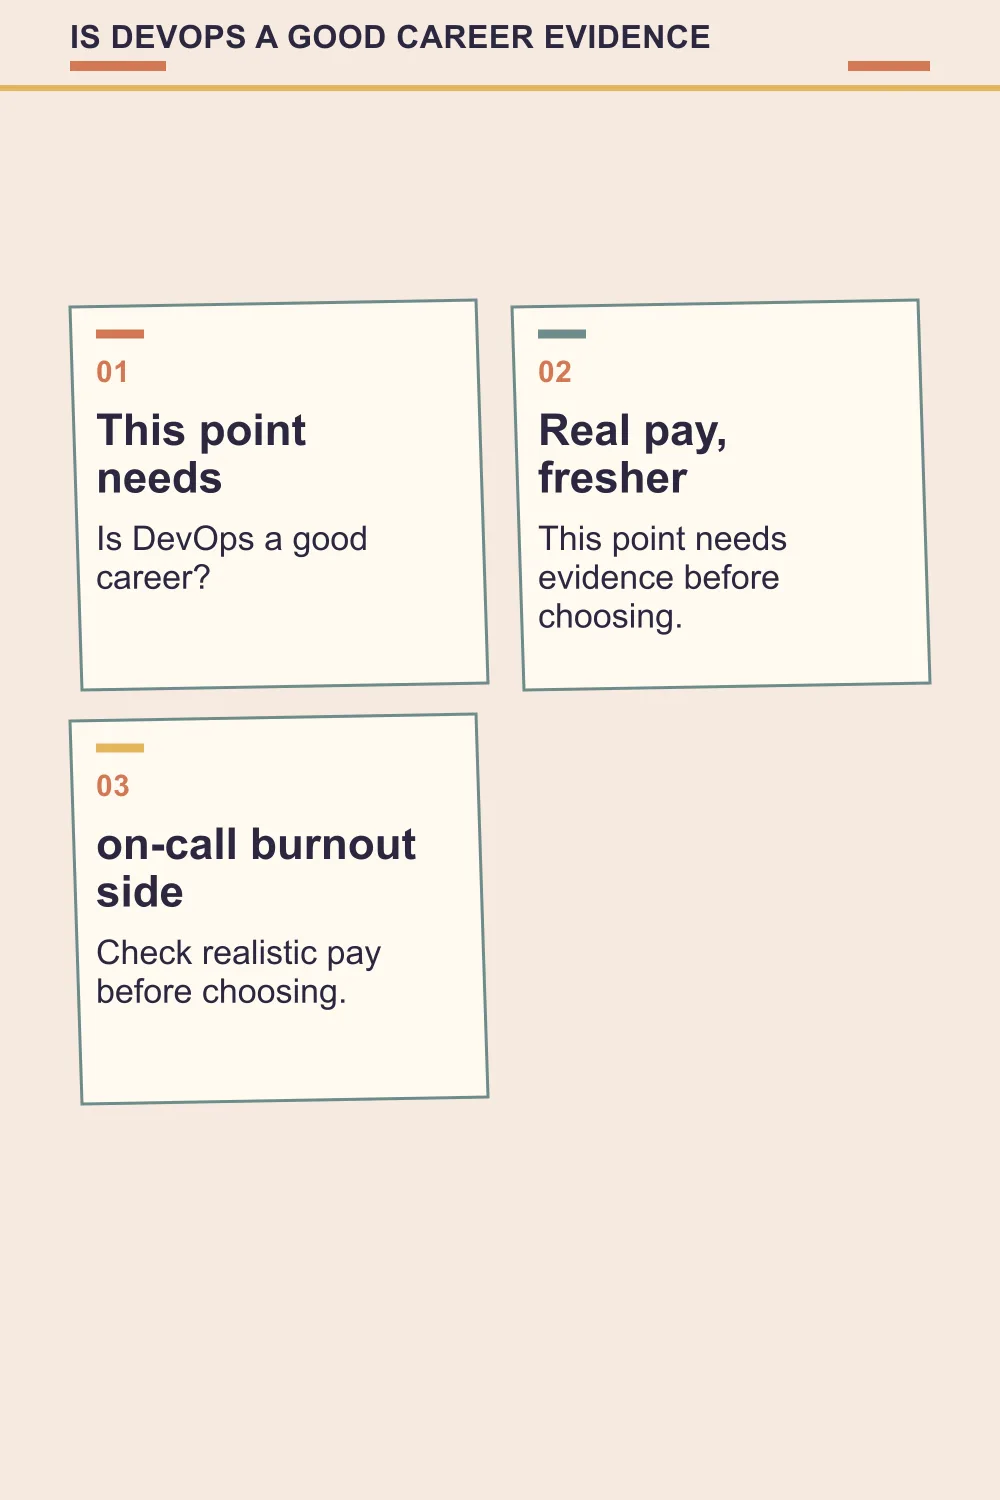 IS DEVOPS A GOOD CAREER EVIDENCE
01
This point
needs
Is DevOps a good
career?
02
Real pay,
fresher
This point needs
evidence before
choosing.
03
on-call burnout
side
Check realistic pay
before choosing.